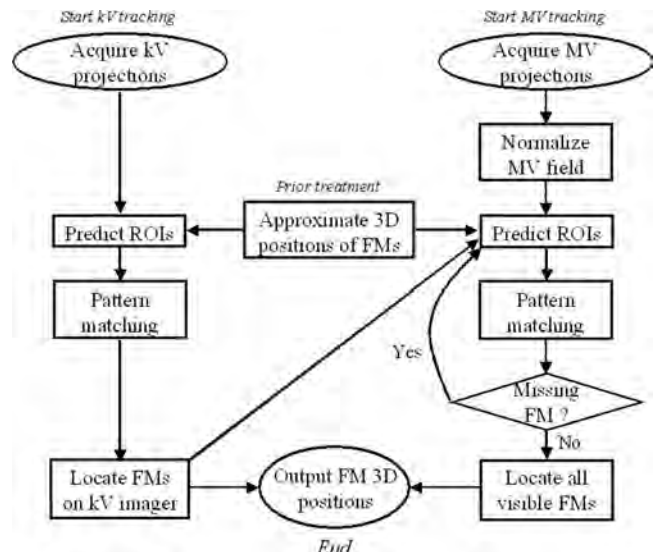 Start kV tracking
Acquire kV
projections
Start MV tracking
Acquire MV
projections
Normalize
MV field
Prior treatment
Predict ROIs
Approximate 3D
positions of FMs
Predict ROIs
Pattern
matching
Pattern
matching
Yes
Missing
FM ?
No
Locate FMs
on kV imager
Output FM 3D
positions
Locate all
visible FMs
End